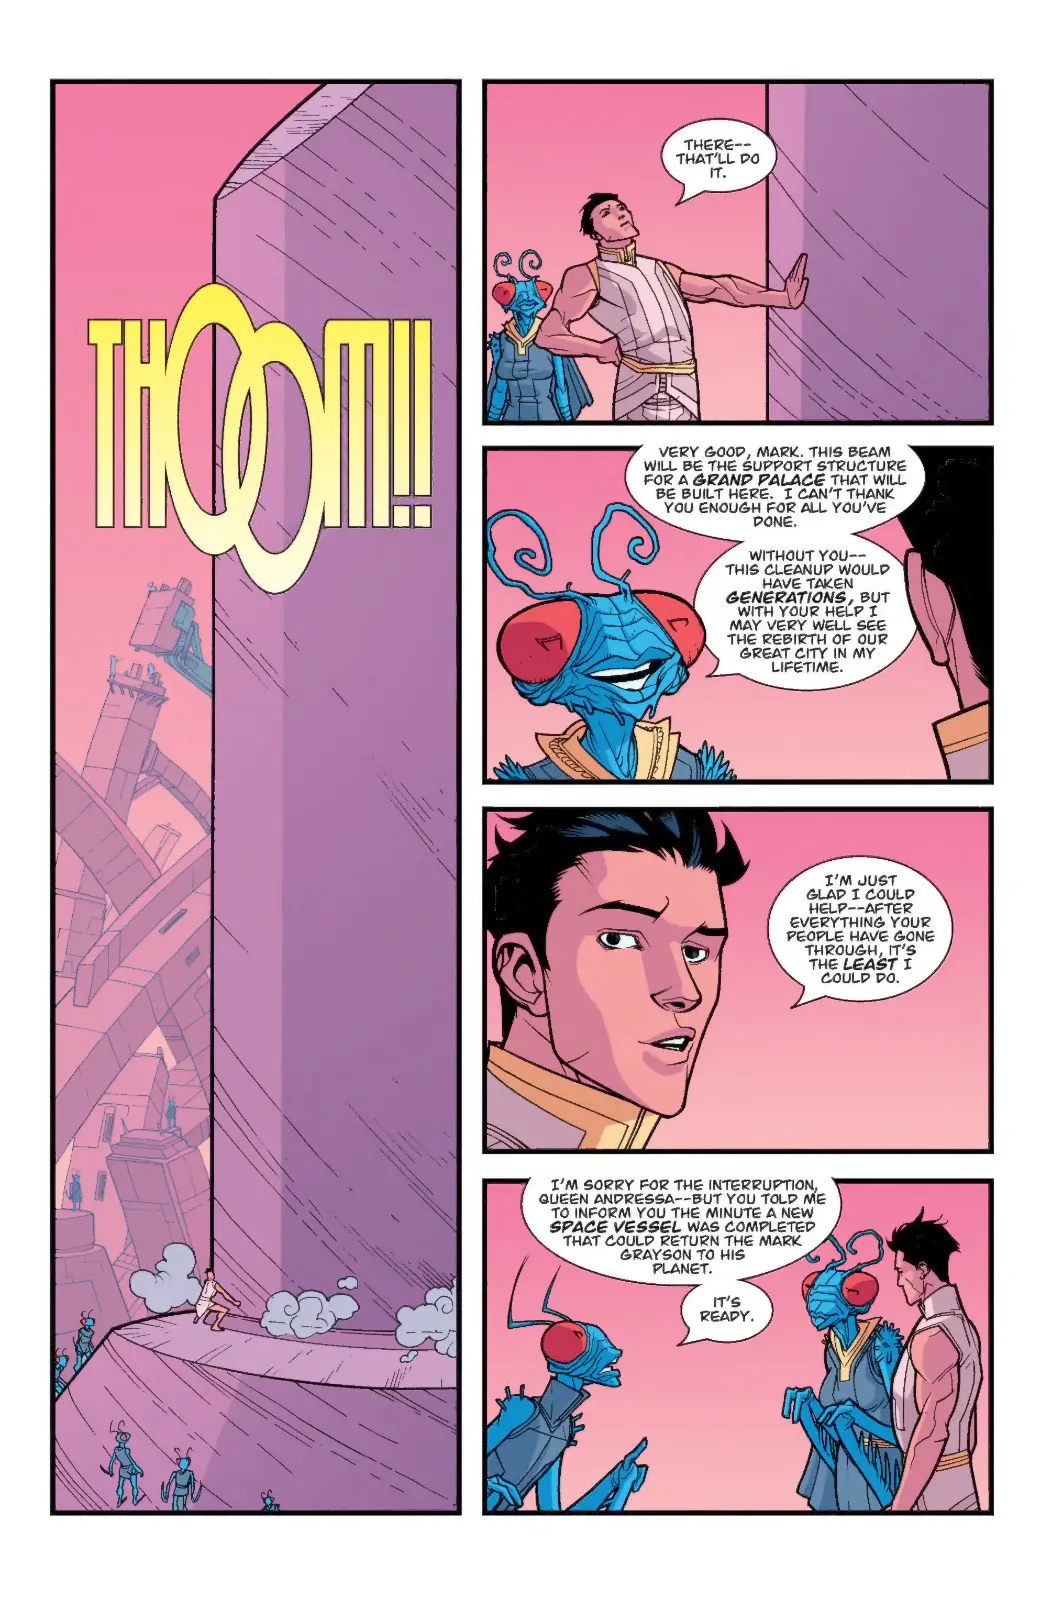 THOOM!!
THERE--
THAT'LL DO
IT.
VERY GOOD, MARK. THIS BEAM
WILL BE THE SUPPORT STRUCTURE
FOR A GRAND PALACE THAT WILL
BE BUILT HERE. I CAN'T THANK
YOU ENOUGH FOR ALL YOU'VE
DONE.
WITHOUT YOU--
THIS CLEANUP WOULD
HAVE TAKEN
GENERATIONS, BUT
WITH YOUR HELP I
MAY VERY WELL SEE
THE REBIRTH OF OUR
GREAT CITY IN MY
LIFETIME.
I'M JUST
GLAD I COULD
HELP--AFTER
EVERYTHING YOUR
PEOPLE HAVE GONE
THROUGH, IT'S
THE LEAST I
COULD DO.
I'M SORRY FOR THE INTERRUPTION,
QUEEN ANDRESSA--BUT YOU TOLD ME
TO INFORM YOU THE MINUTE A NEW
SPACE VESSEL WAS COMPLETED
THAT COULD RETURN THE MARK
GRAYSON TO HIS
PLANET.
IT'S
READY.